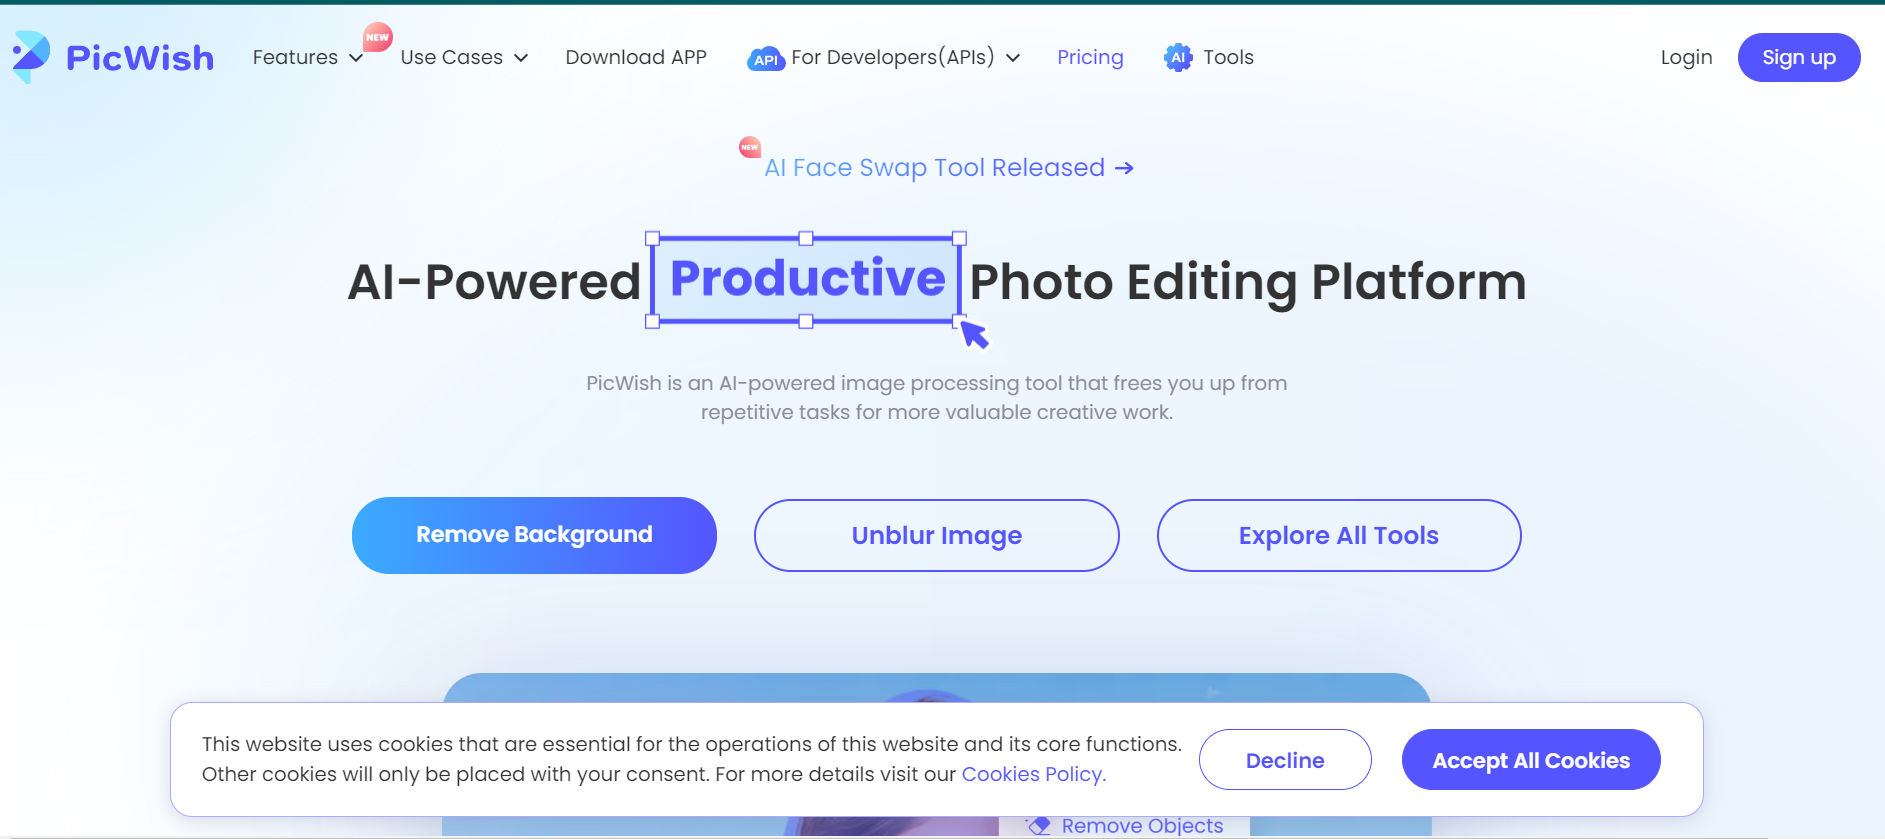 PicWish
Features
NEW
Use Cases
Download APP
API
For Developers(APIs)
Pricing
AI
Tools
Login
Sign up
NEW
AI Face Swap Tool Released →
AI-Powered Productive Photo Editing Platform
PicWish is an AI-powered image processing tool that frees you up from
repetitive tasks for more valuable creative work.
Remove Background
Unblur Image
Explore All Tools
This website uses cookies that are essential for the operations of this website and its core functions.
Other cookies will only be placed with your consent. For more details visit our Cookies Policy.
Decline
Accept All Cookies
Remove Objects